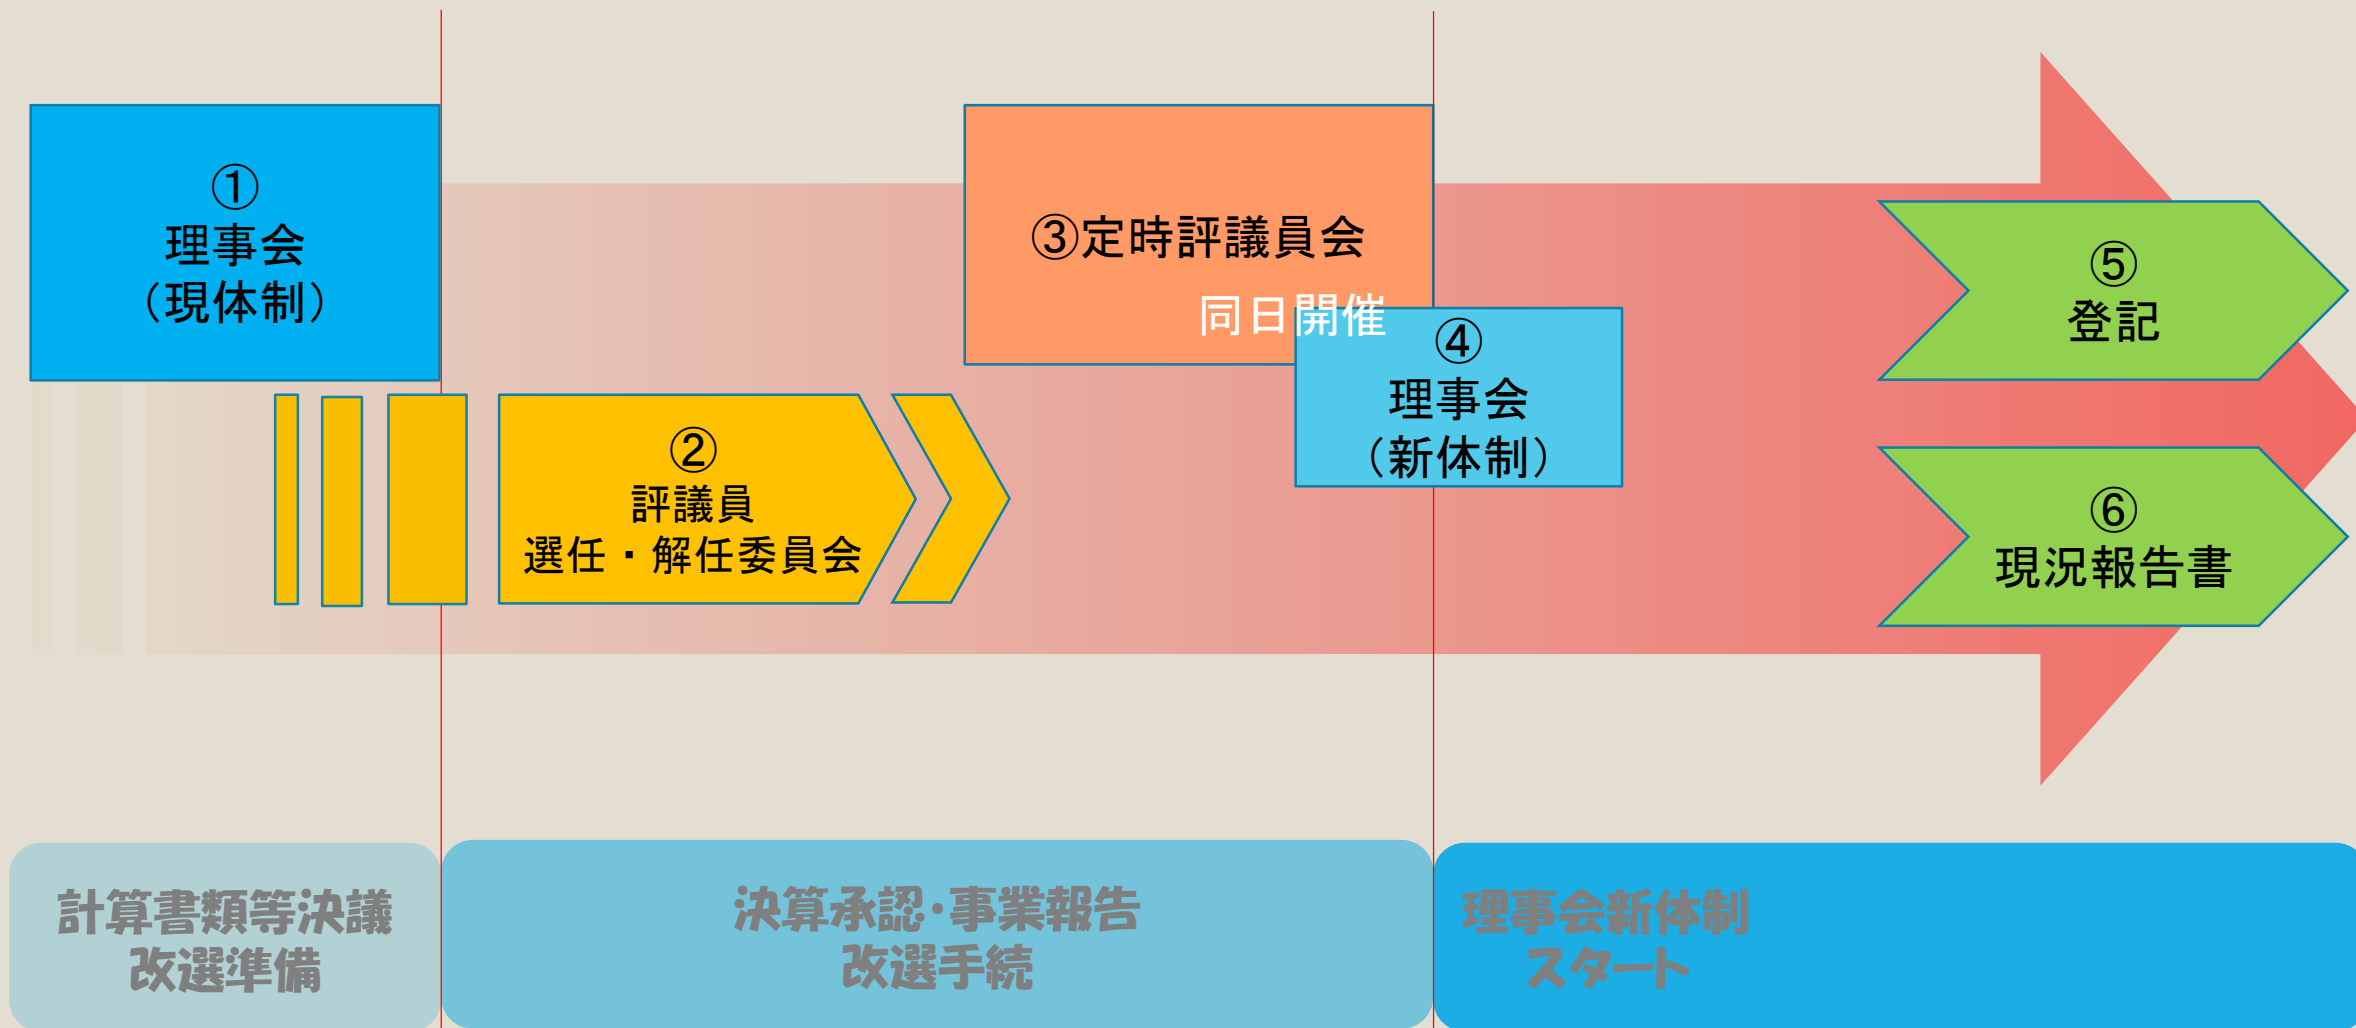 ①
理事会
（現体制）
②
評議員
選任・解任委員会
③定時評議員会
同日開催
④
理事会
（新体制）
⑤
登記
⑥
現況報告書
計算書類等決議
改選準備
決算承認・事業報告
改選手続
理事会新体制
スタート